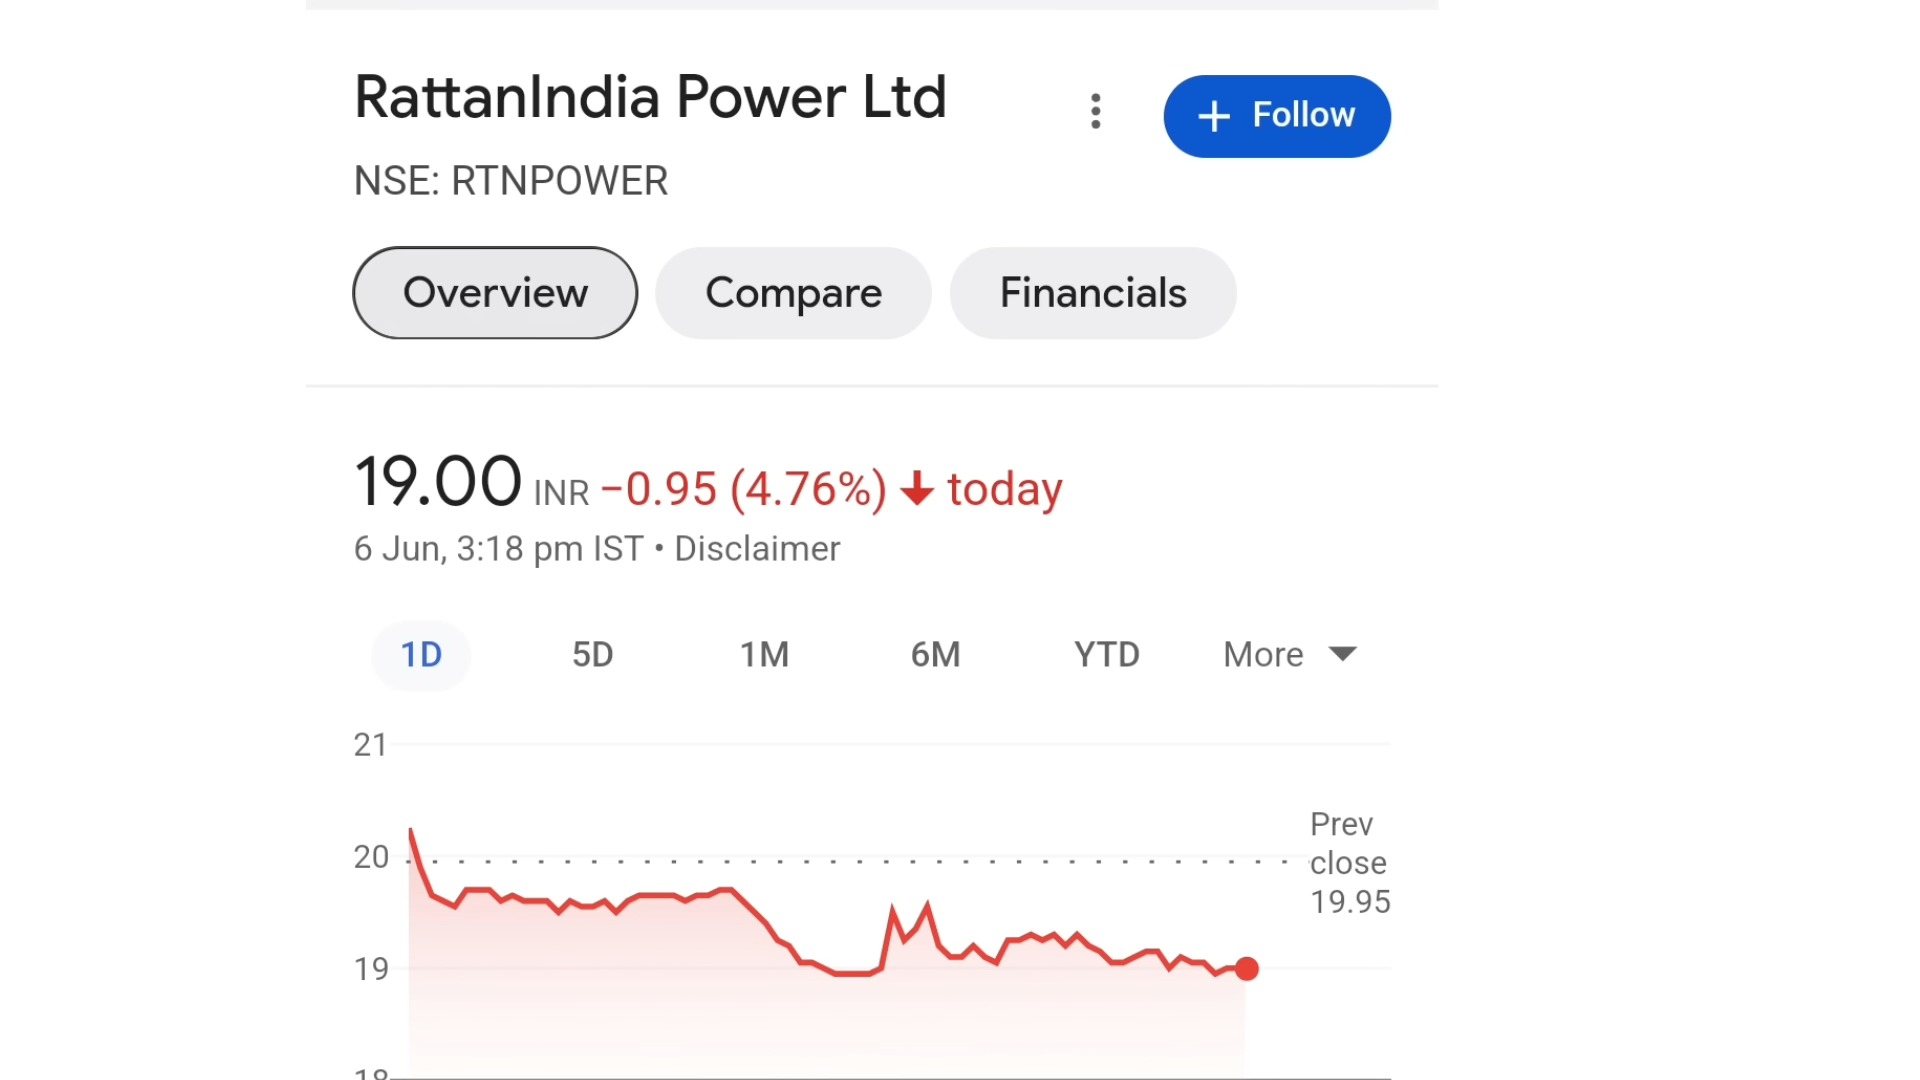 RattanIndia Power Ltd
+ Follow
NSE: RTNPOWER
Overview Compare Financials
19.00 INR −0.95 (4.76%) ↓ today
6 Jun, 3:18 pm IST • Disclaimer
1D 5D 1M 6M YTD More
21
20
19
18
Prev
close
19.95